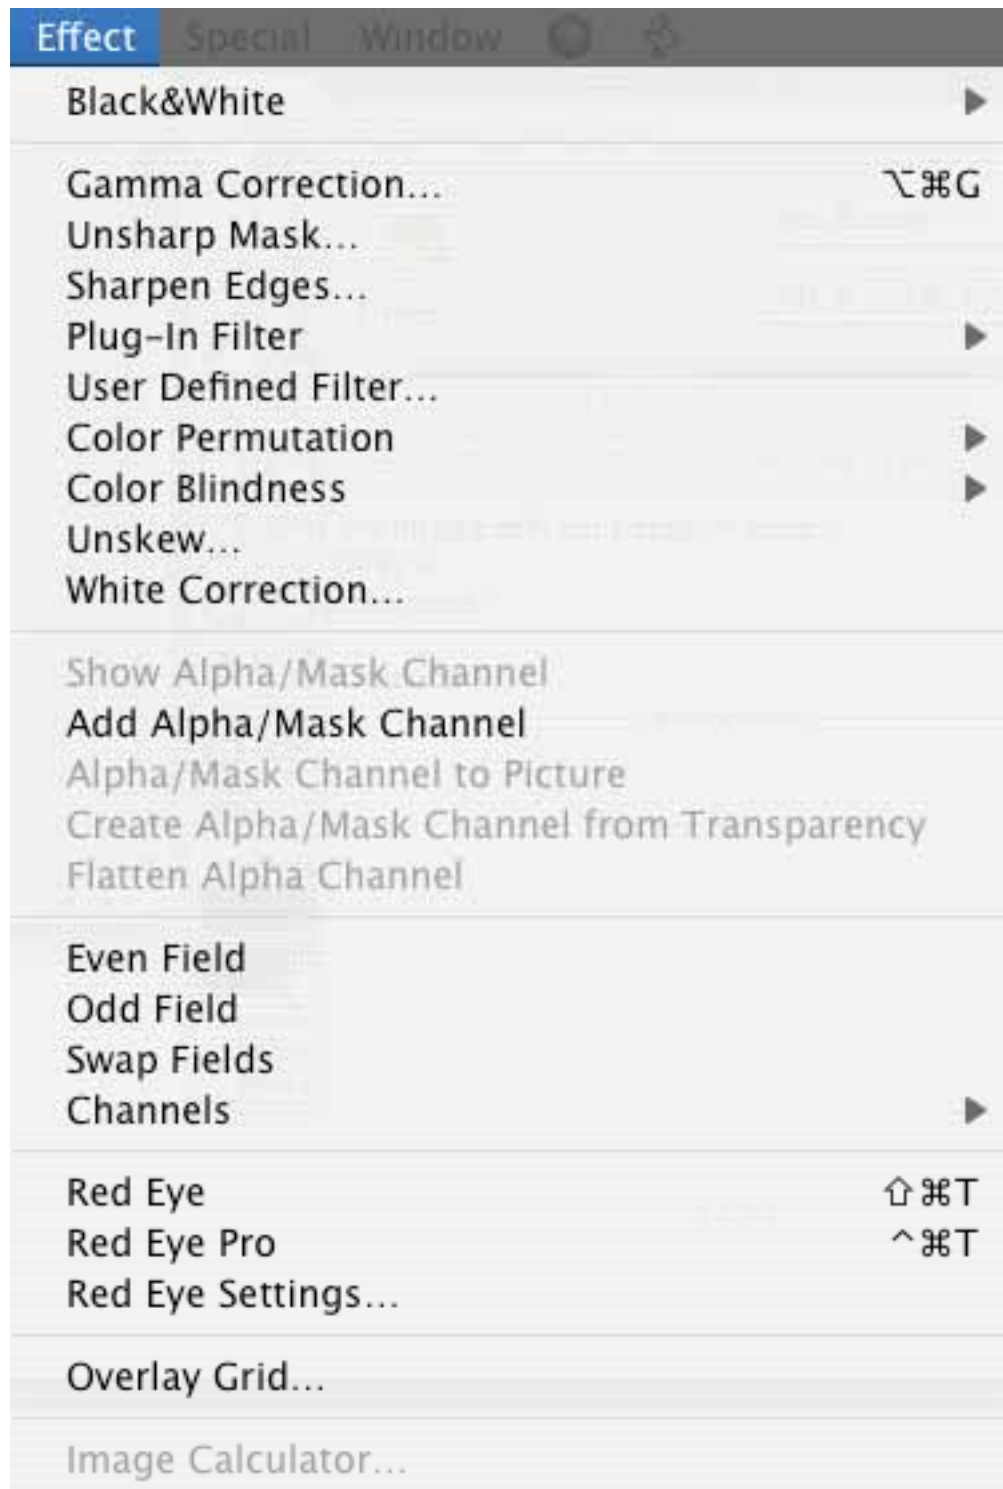 Effect Special Window
Black&White
Gamma Correction... ⌥⌘G
Unsharp Mask...
Sharpen Edges...
Plug-In Filter
User Defined Filter...
Color Permutation
Color Blindness
Unskew...
White Correction...
Show Alpha/Mask Channel
Add Alpha/Mask Channel
Alpha/Mask Channel to Picture
Create Alpha/Mask Channel from Transparency
Flatten Alpha Channel
Even Field
Odd Field
Swap Fields
Channels
Red Eye ⇧⌘T
Red Eye Pro ^⌘T
Red Eye Settings...
Overlay Grid...
Image Calculator...